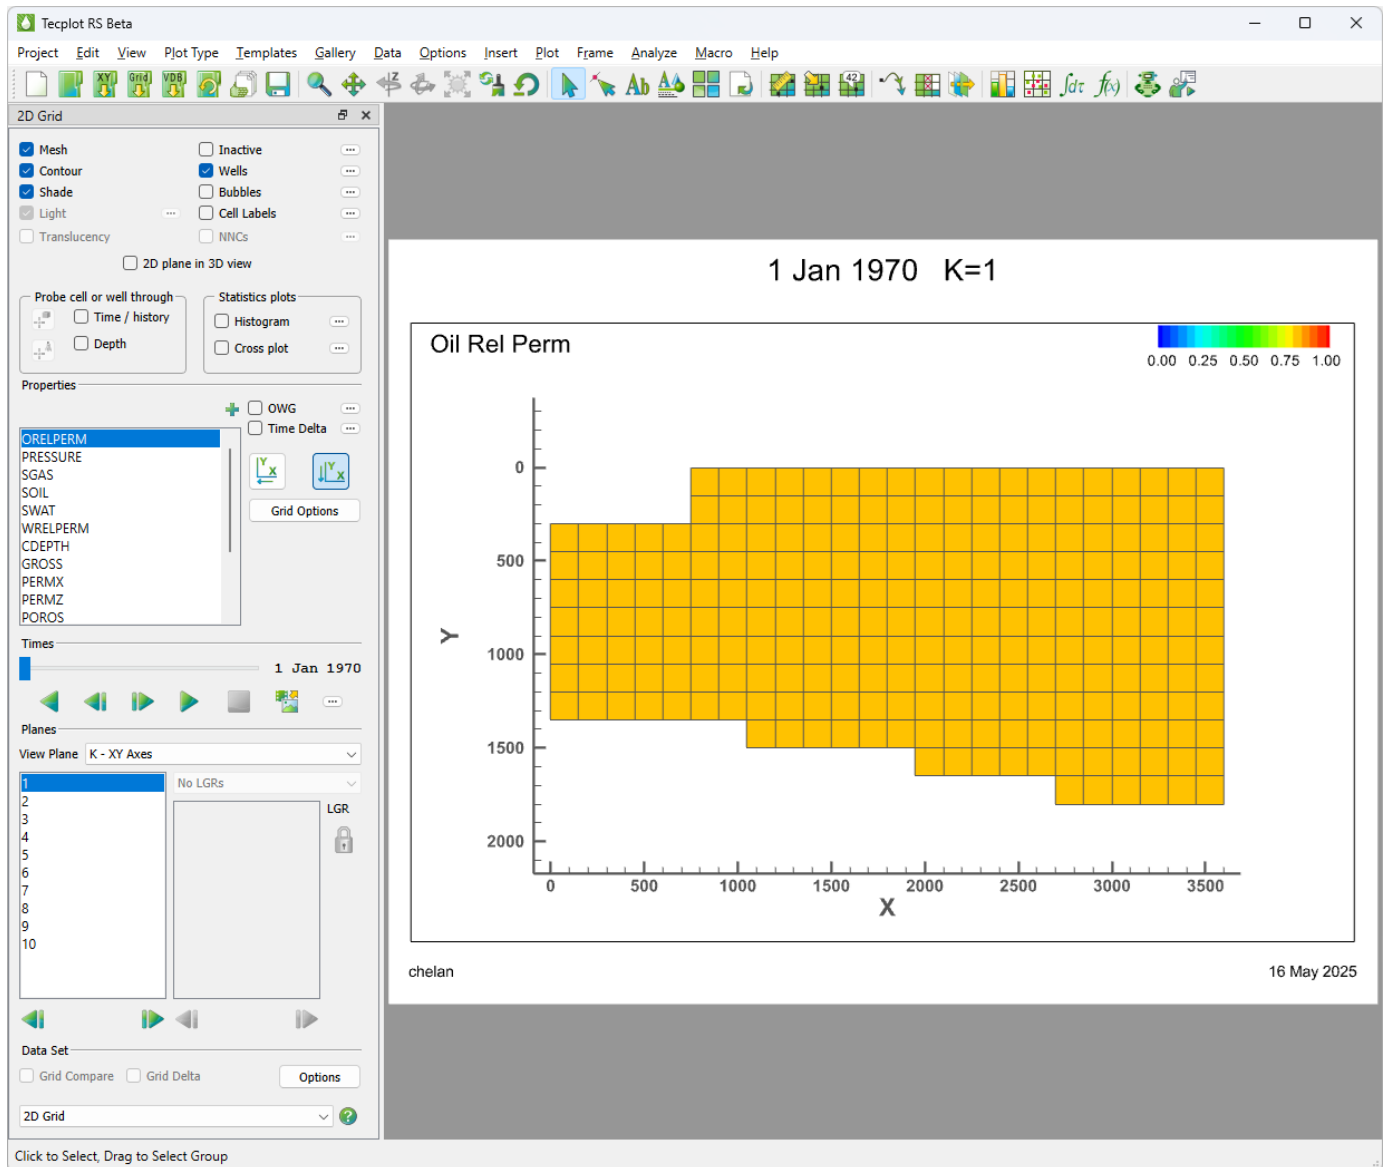 Tecplot RS Beta
Project Edit View Plot Type Templates Gallery Data Options Insert Plot Frame Analyze Macro Help
XY Grid VDB Z Ab A 42 ∫dt f(x)
2D Grid
Mesh Inactive
Contour Wells
Shade Bubbles
Light Cell Labels
Translucency NNCs
2D plane in 3D view
Probe cell or well through Statistics plots
Time / history Histogram
Depth Cross plot
Properties
OWG
Time Delta
ORELPERM
PRESSURE
SGAS
SOIL
SWAT
WRELPERM
CDEPTH
GROSS
PERMX
PERMZ
POROS
Y X Y X
Grid Options
Times
1 Jan 1970
Planes
View Plane K - XY Axes
1
2
3
4
5
6
7
8
9
10
No LGRs
LGR
Data Set
Grid Compare Grid Delta Options
2D Grid ?
1 Jan 1970 K=1
Oil Rel Perm
0.00 0.25 0.50 0.75 1.00
0
500
1000
1500
2000
Y
0 500 1000 1500 2000 2500 3000 3500
X
chelan 16 May 2025
Click to Select, Drag to Select Group